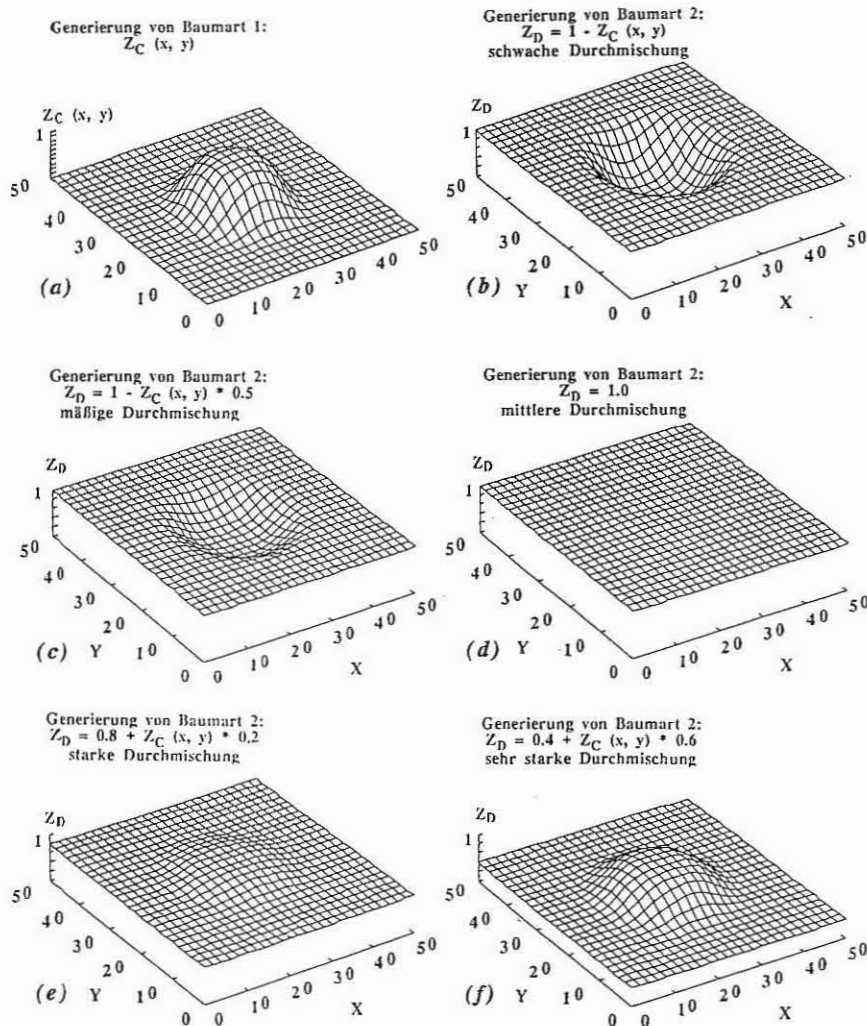 Generierung von Baumart 1:
Z_C (x, y)
Z_C (x, y)
1
50
40
30
20
10
0
0
10
20
30
40
50
(a)
Generierung von Baumart 2:
Z_D = 1 - Z_C (x, y)
schwache Durchmischung
Z_D
1
50
40
30
20
10
0
0
10
20
30
40
50
(b) Y
X
Generierung von Baumart 2:
Z_D = 1 - Z_C (x, y) * 0.5
mäßige Durchmischung
Z_D
1
50
40
30
20
10
0
0
10
20
30
40
50
(c) Y
X
Generierung von Baumart 2:
Z_D = 1.0
mittlere Durchmischung
Z_D
1
50
40
30
20
10
0
0
10
20
30
40
50
(d) Y
X
Generierung von Baumart 2:
Z_D = 0.8 + Z_C (x, y) * 0.2
starke Durchmischung
Z_D
1
50
40
30
20
10
0
0
10
20
30
40
50
(e) Y
X
Generierung von Baumart 2:
Z_D = 0.4 + Z_C (x, y) * 0.6
sehr starke Durchmischung
Z_D
1
50
40
30
20
10
0
0
10
20
30
40
50
(f) Y
X